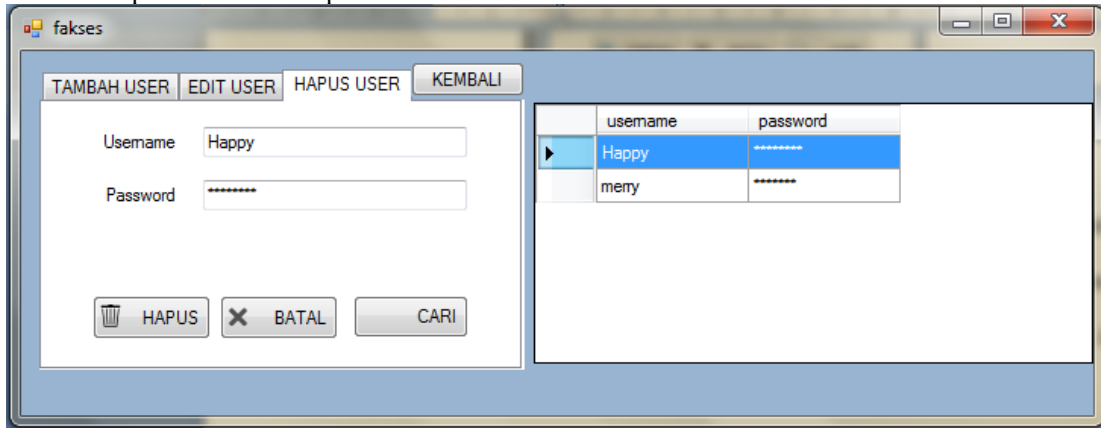 fakses
TAMBAH USER EDIT USER HAPUS USER KEMBALI
Username Happy
Password ********
HAPUS BATAL CARI
username password
Happy ********
merry *******